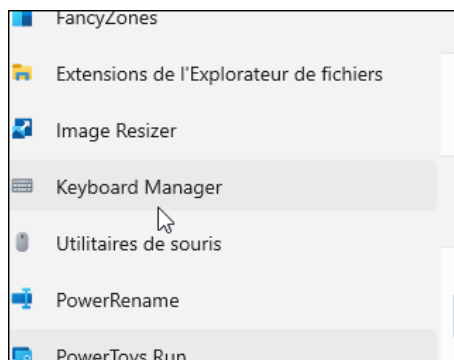 FancyZones
Extensions de l'Explorateur de fichiers
Image Resizer
Keyboard Manager
Utilitaires de souris
PowerRename
PowerToys Run